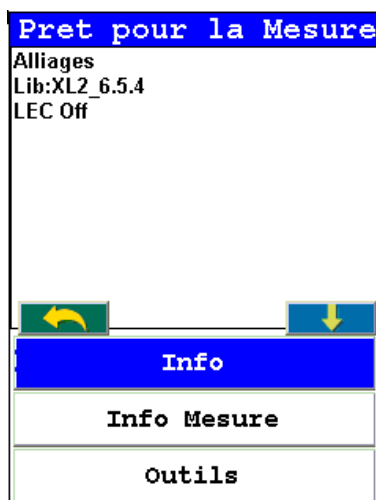 Pret pour la Mesure
Alliages
Lib:XL2_6.5.4
LEC Off
Info
Info Mesure
Outils